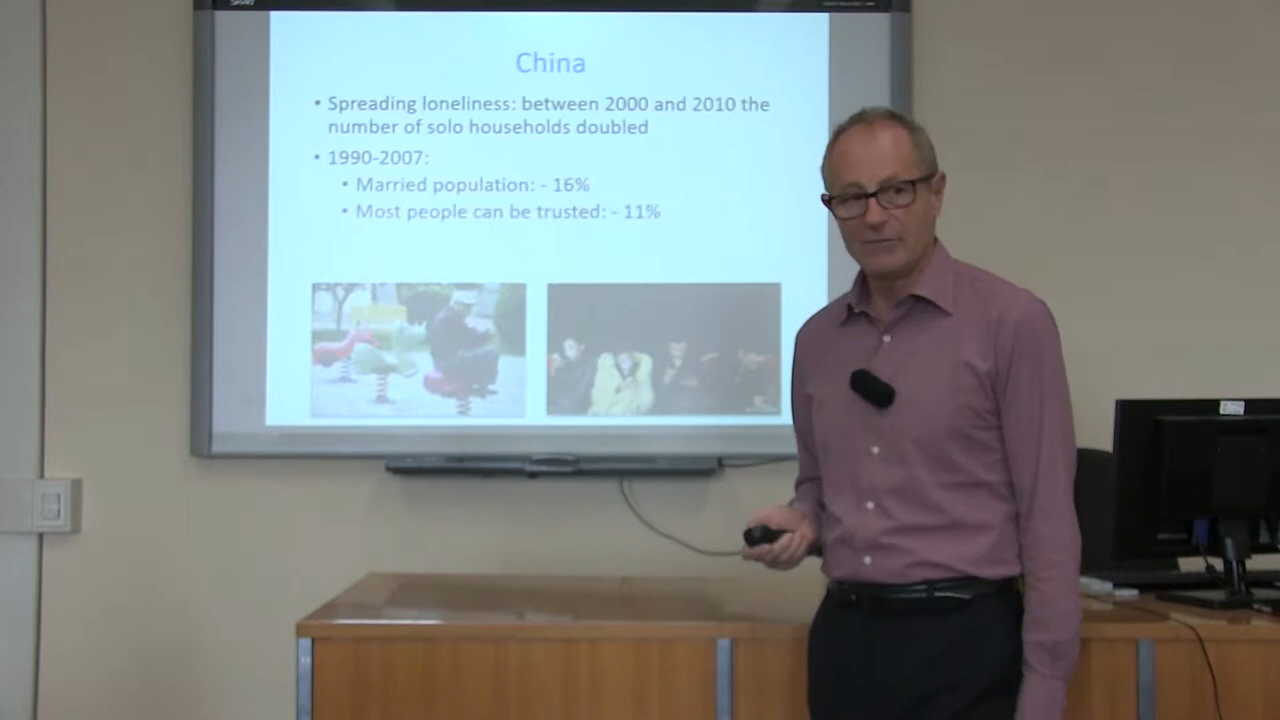 SMART
China
• Spreading loneliness: between 2000 and 2010 the
number of solo households doubled
• 1990-2007:
• Married population: - 16%
• Most people can be trusted: - 11%